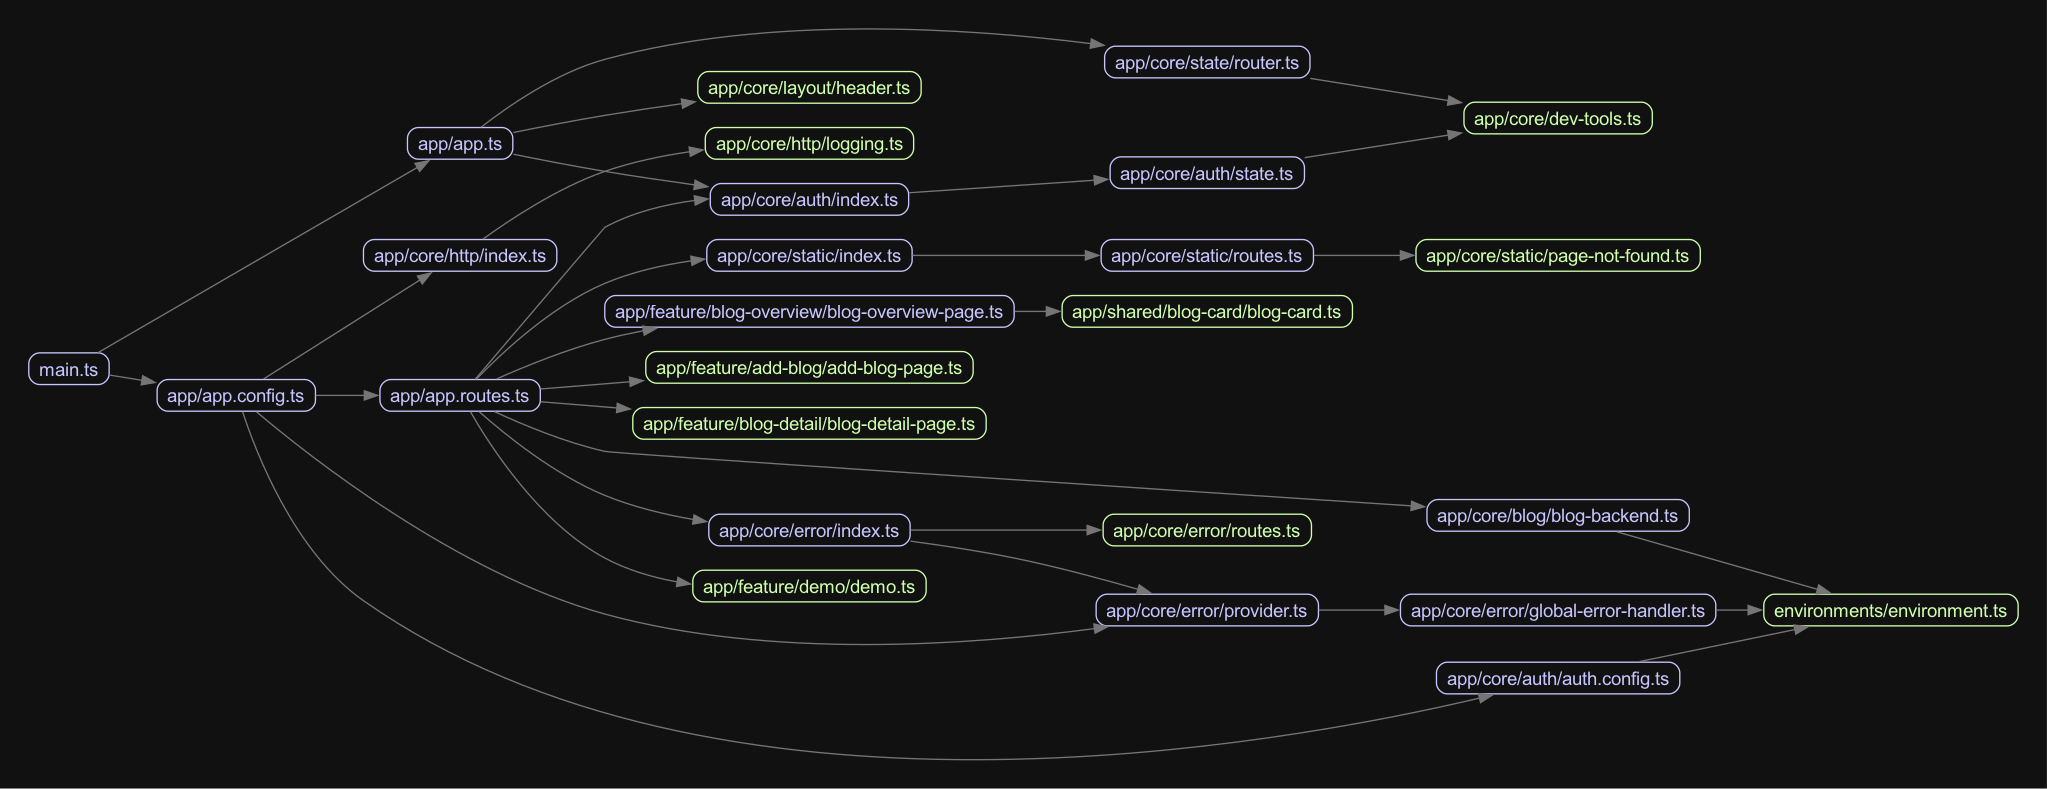 app/core/state/router.ts
app/core/layout/header.ts
app/core/dev-tools.ts
app/app.ts
app/core/http/logging.ts
app/core/auth/state.ts
app/core/auth/index.ts
app/core/http/index.ts
app/core/static/index.ts
app/core/static/routes.ts
app/core/static/page-not-found.ts
app/feature/blog-overview/blog-overview-page.ts
app/shared/blog-card/blog-card.ts
main.ts
app/feature/add-blog/add-blog-page.ts
app/app.config.ts
app/app.routes.ts
app/feature/blog-detail/blog-detail-page.ts
app/core/blog/blog-backend.ts
app/core/error/index.ts
app/core/error/routes.ts
app/feature/demo/demo.ts
app/core/error/provider.ts
app/core/error/global-error-handler.ts
environments/environment.ts
app/core/auth/auth.config.ts